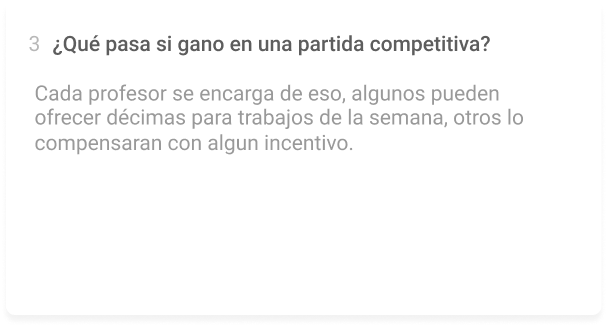 3 ¿Qué pasa si gano en una partida competitiva?
Cada profesor se encarga de eso, algunos pueden
ofrecer décimas para trabajos de la semana, otros lo
compensaran con algun incentivo.